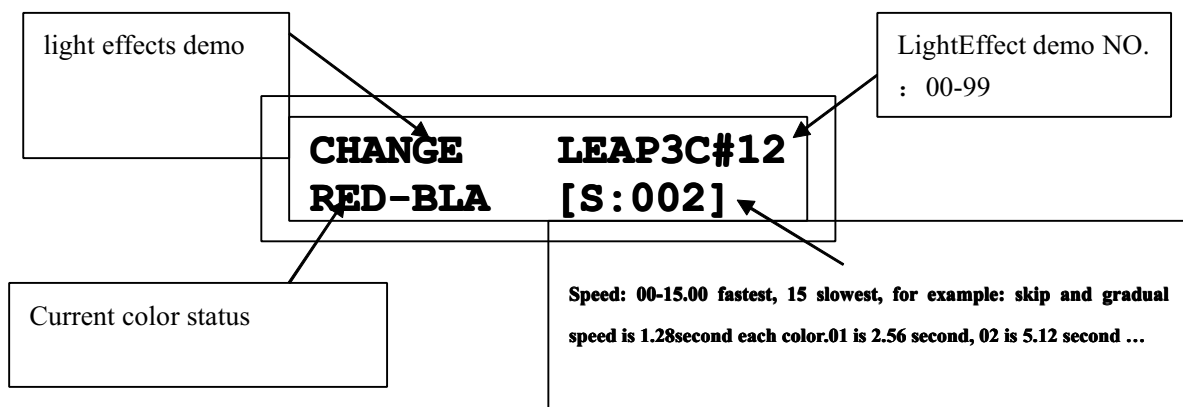 light effects demo
LightEffect demo NO.
： 00-99
CHANGE LEAP3C#12
RED-BLA [S:002]
Current color status
Speed: 00-15.00 fastest, 15 slowest, for example: skip and gradual
speed is 1.28second each color.01 is 2.56 second, 02 is 5.12 second …